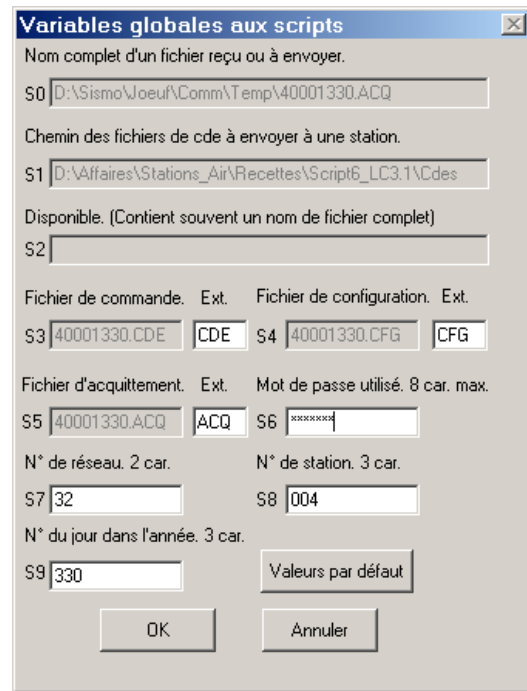 Variables globales aux scripts
Nom complet d'un fichier reçu ou à envoyer.
S0 D:\Sismo\Joeuf\Comm\Temp\40001330.ACQ
Chemin des fichiers de cde à envoyer à une station.
S1 D:\Affaires\Stations_Air\Recettes\Script6_LC3.1\Cdes
Disponible. (Contient souvent un nom de fichier complet)
S2
Fichier de commande. Ext. Fichier de configuration. Ext.
S3 40001330.CDE CDE S4 40001330.CFG CFG
Fichier d'acquittement. Ext. Mot de passe utilisé. 8 car. max.
S5 40001330.ACQ ACQ S6 *******
N° de réseau. 2 car. N° de station. 3 car.
S7 32 S8 004
N° du jour dans l'année. 3 car.
S9 330 Valeurs par défaut
OK Annuler